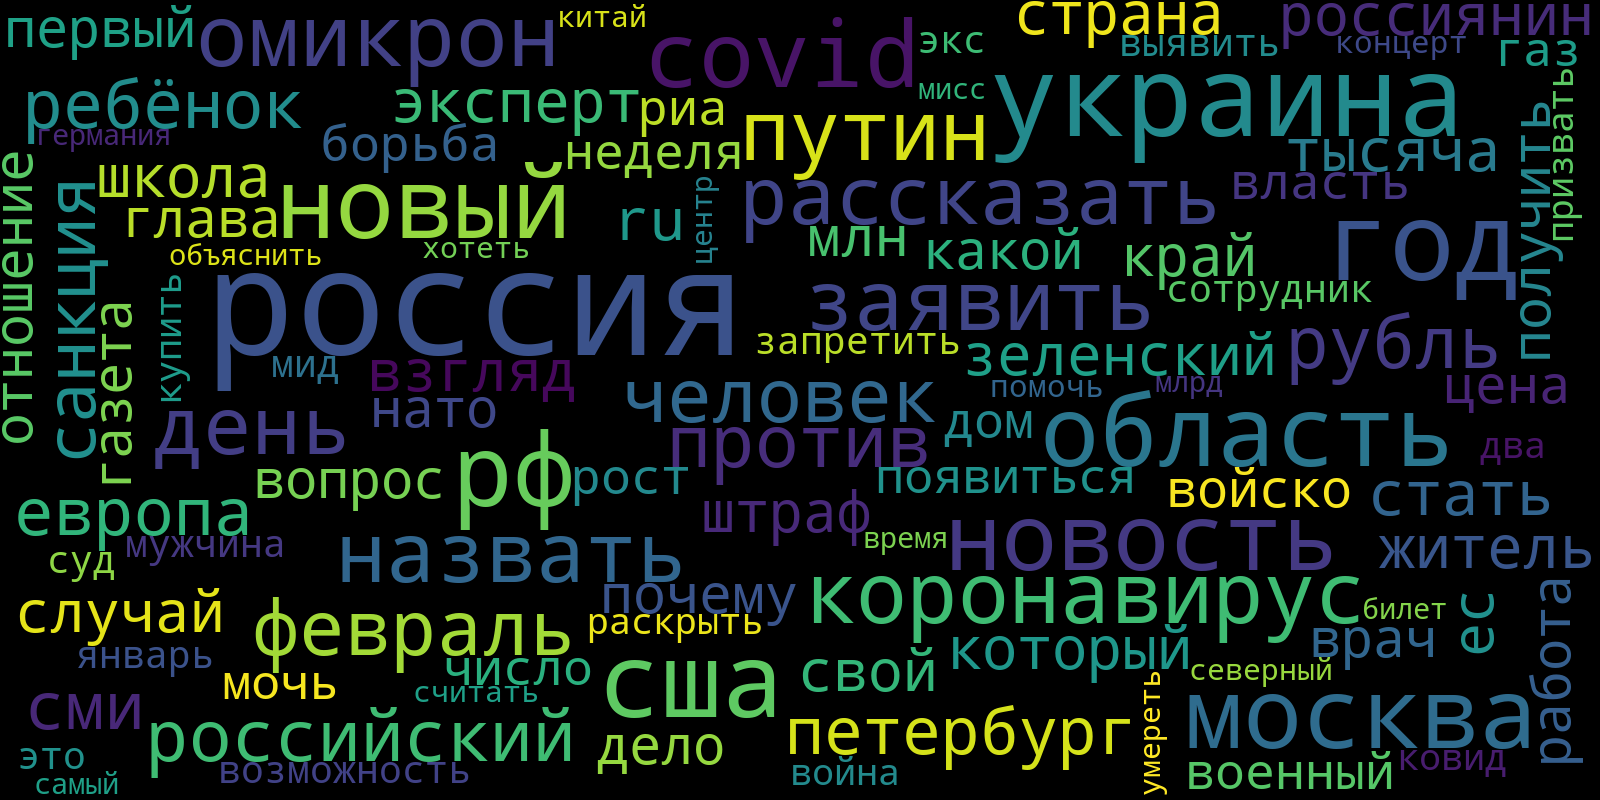 первый
омикрон
китай
covid
экс
страна
россиянин
выявить
концерт
газ
ребёнок
германия
эксперт
риа
мисс
украина
призвать
борьба
неделя
путин
тысяча
получить
отношение
школа
санкция
глава
новый
ru
центр
рассказать
власть
объяснить
хотеть
млн
какой
край
год
россия
сотрудник
заявить
купить
газета
мид
взгляд
запретить
зеленский
рубль
помочь
млрд
цена
день
нато
человек
против
дом
область
два
европа
вопрос
рф
рост
появиться
войско
стать
штраф
суд
мужчина
назвать
время
новость
житель
случай
февраль
почему
раскрыть
коронавирус
билет
врач
ес
работа
январь
число
мочь
считать
сша
свой
который
северный
сми
российский
дело
петербург
умереть
москва
это
самый
возможность
война
военный
ковид